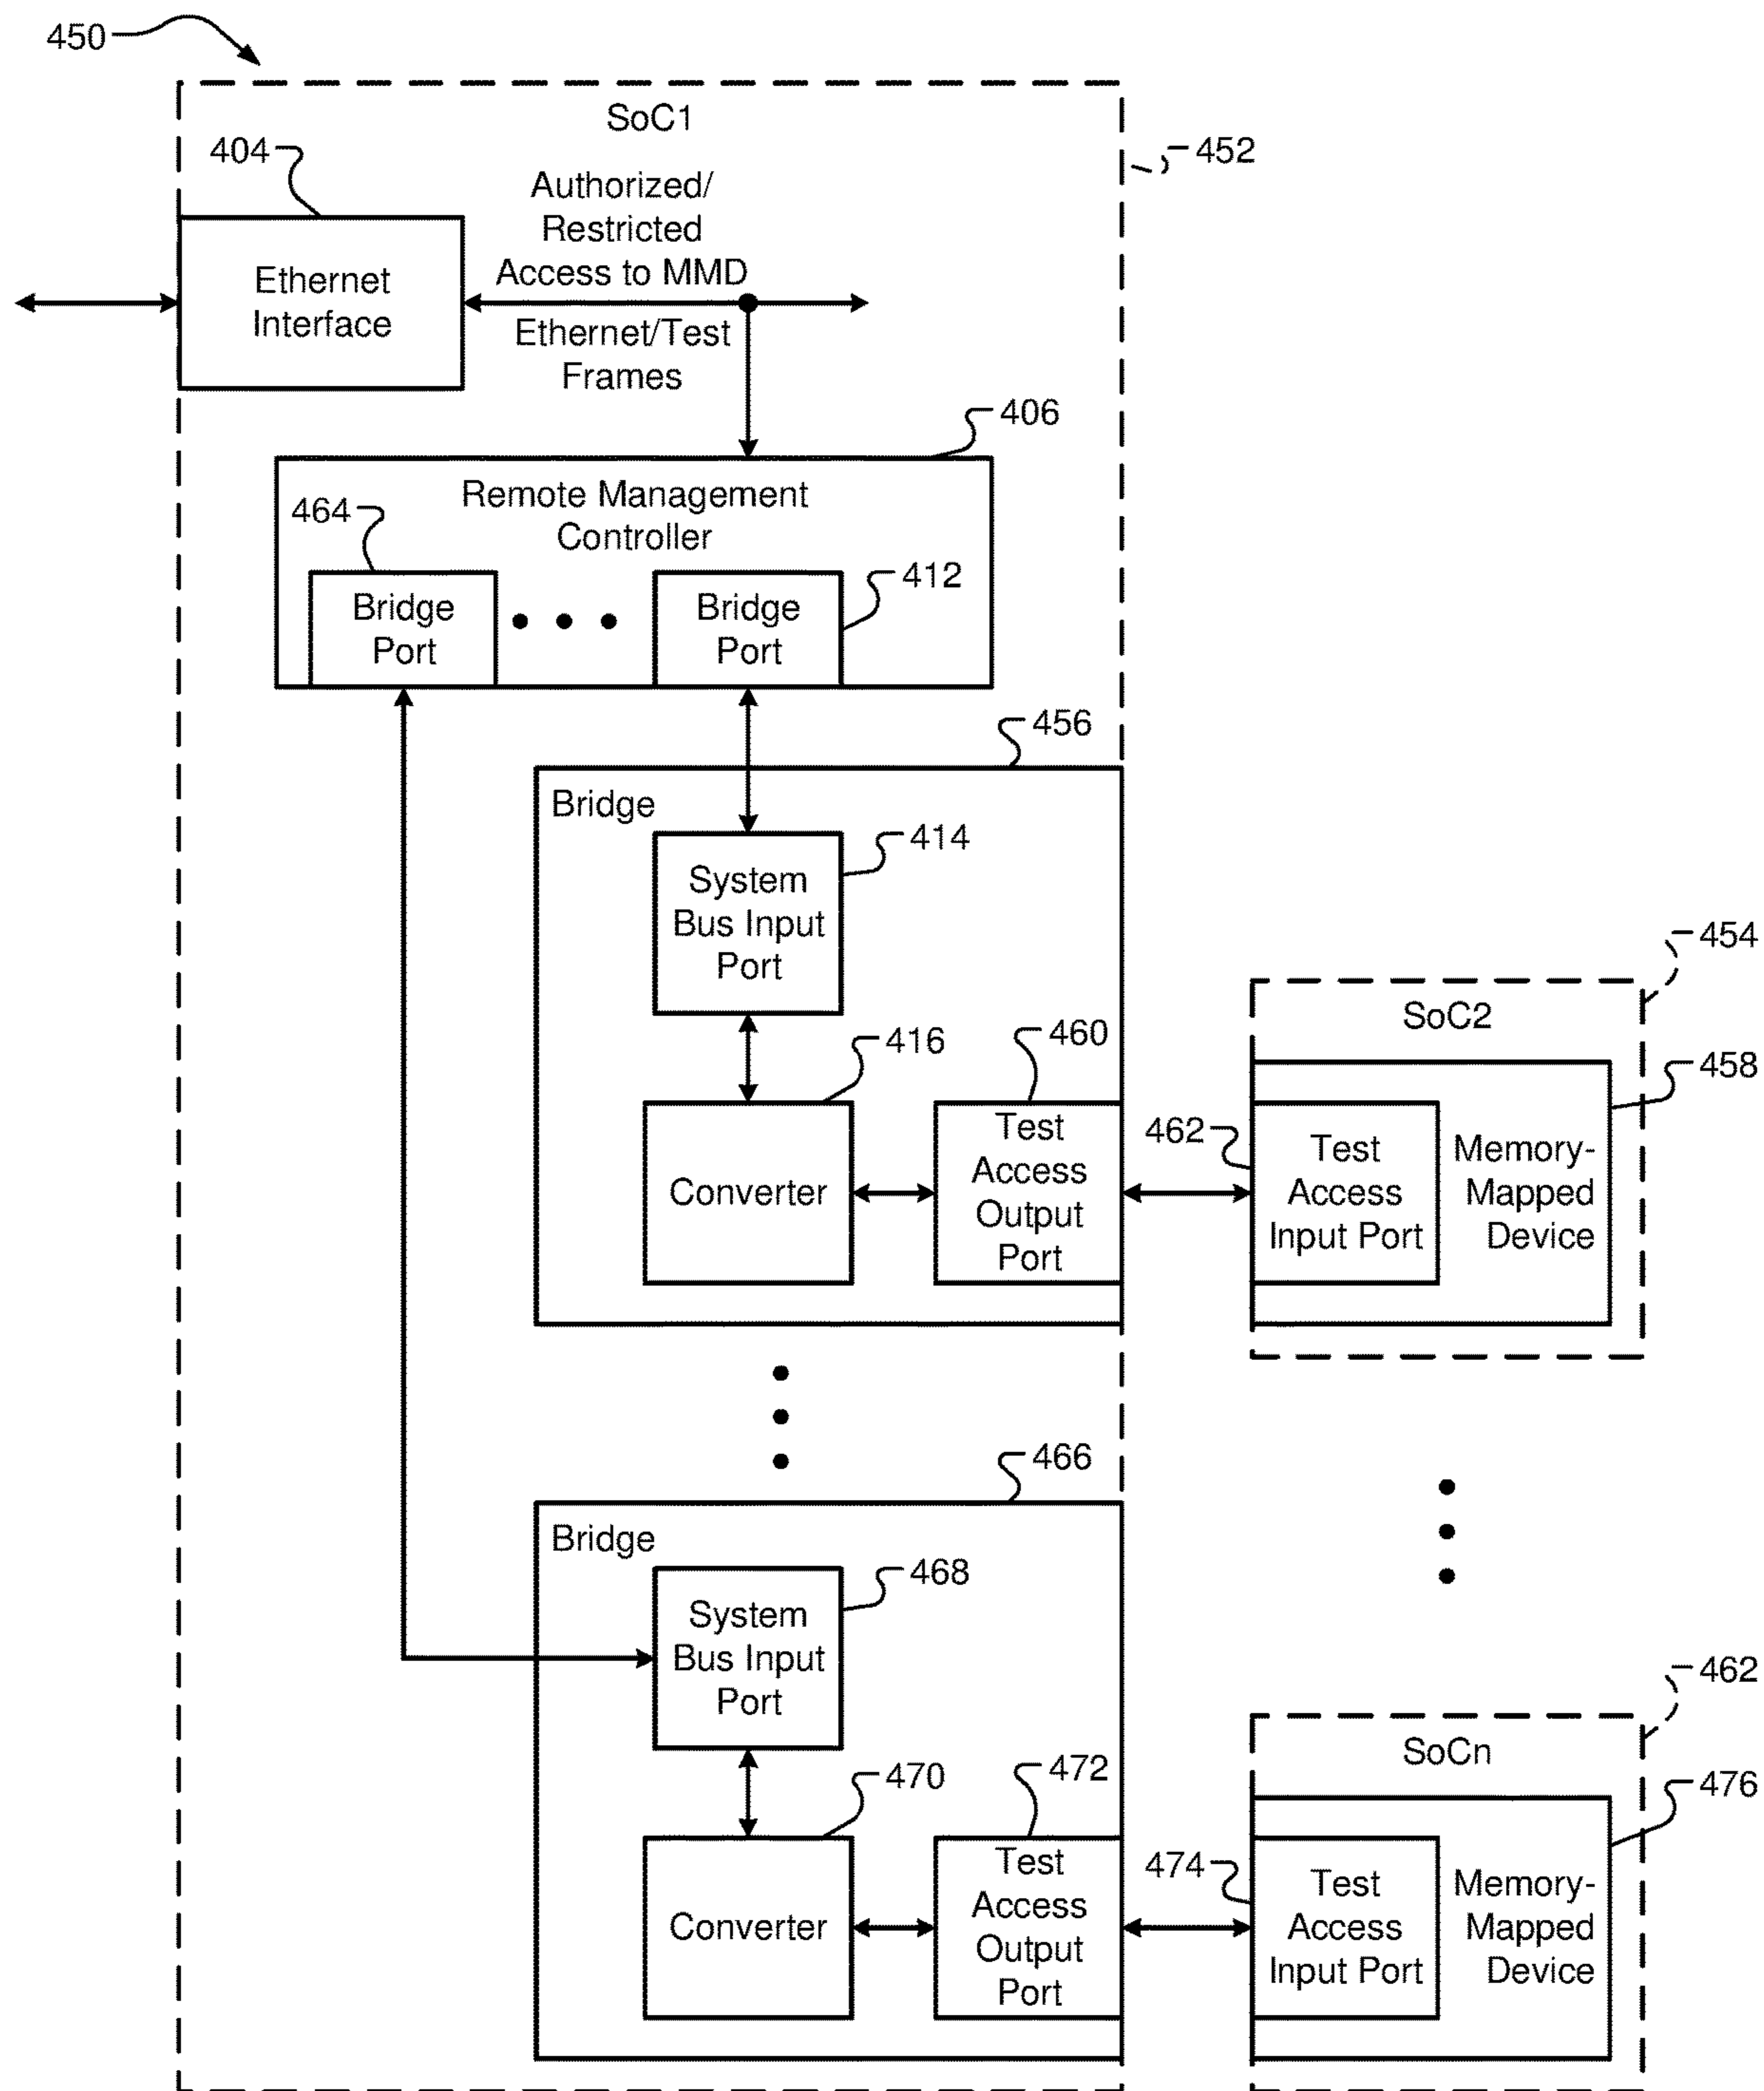 450
SoC1
452
404
Authorized/
Restricted
Access to MMD
Ethernet
Interface
Ethernet/Test
Frames
406
Remote Management
Controller
464
412
Bridge
Port
Bridge
Port
456
Bridge
414
System
Bus Input
Port
454
SoC2
416
460
458
462
Converter
Test
Access
Output
Port
Test
Access
Input Port
Memory-
Mapped
Device
466
Bridge
468
System
Bus Input
Port
462
SoCn
470
472
476
474
Converter
Test
Access
Output
Port
Test
Access
Input Port
Memory-
Mapped
Device